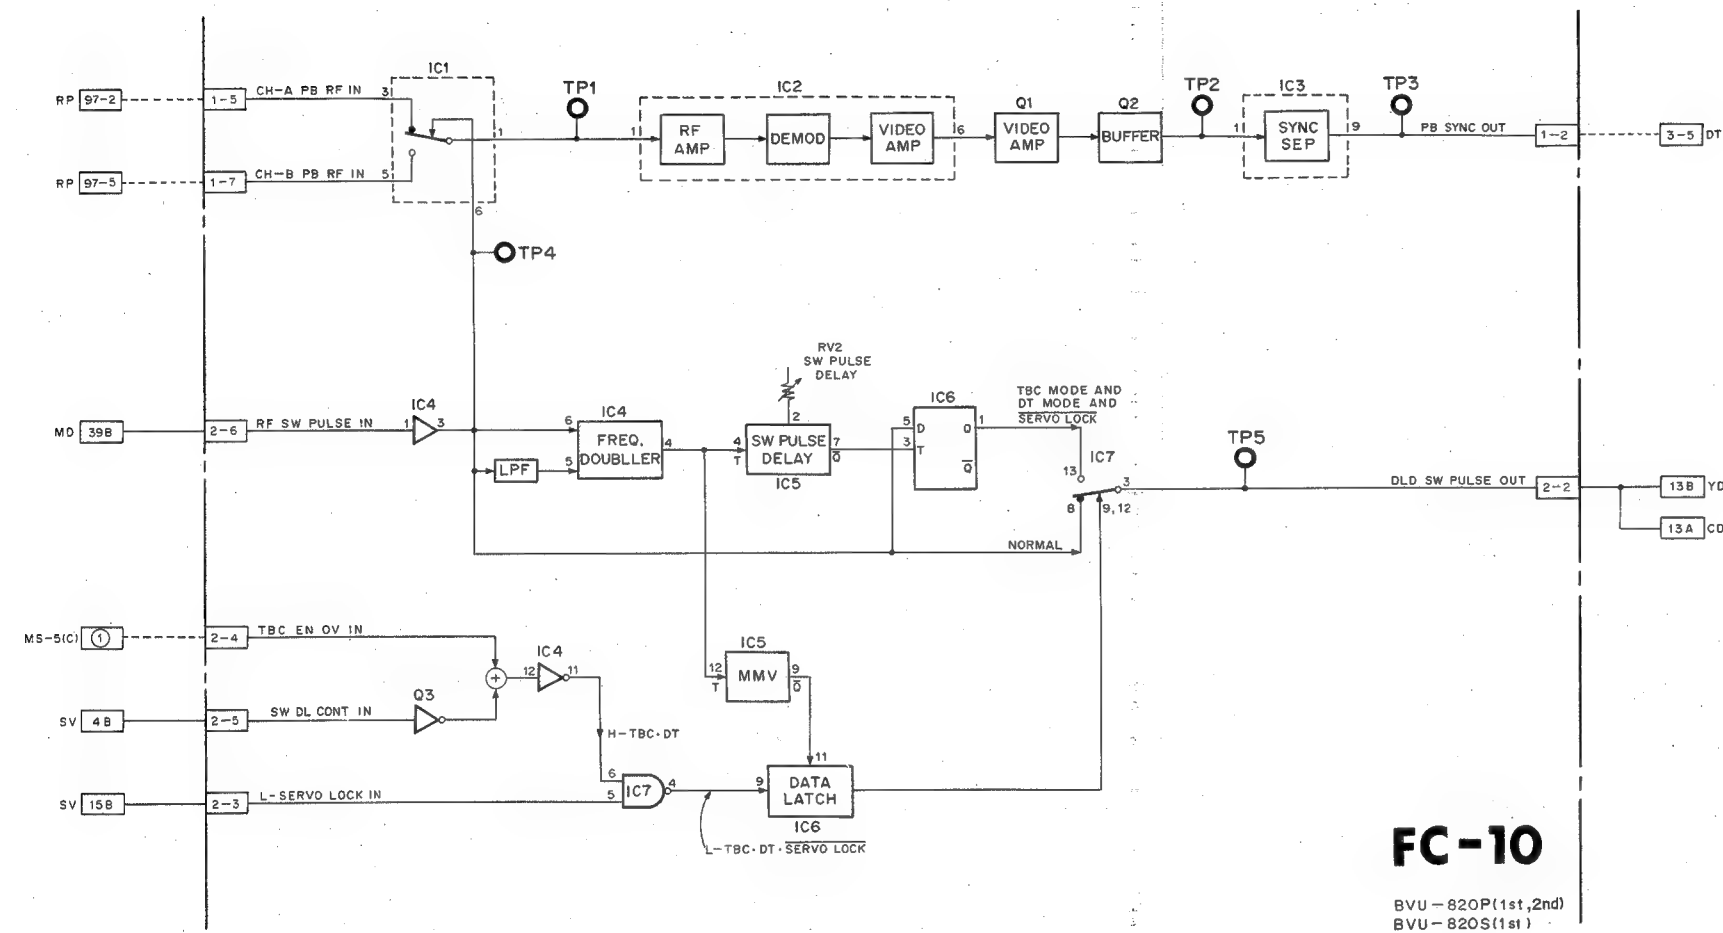 IC1
TP1
IC2
Q1
Q2
TP2
IC3
TP3
RP 97-2 1-5 CH-A PB RF IN 3
1
1
RF AMP
DEMOD
VIDEO AMP
6
VIDEO AMP
BUFFER
1
SYNC SEP
9
PB SYNC OUT
1-2
3-5 DT
RP 97-5 1-7 CH-B PB RF IN 5
6
TP4
RV2
SW PULSE
DELAY
MD 39B 2-6 RF SW PULSE IN 1 IC4 3
6
5
LPF
IC4
FREQ.
DOUBLLER
4
4
T
2
SW PULSE
DELAY
IC5
7
Q̅
IC6
5 D
3 T
Q 1
Q̅
TBC MODE AND
DT MODE AND
S̅E̅R̅V̅O̅ L̅O̅C̅K̅
IC7
13
8
9,12
3
TP5
DLD SW PULSE OUT
2-2
13B YD
13A CD
NORMAL
MS-5(C) 1 2-4 TBC EN OV IN
+
12 IC4 11
SV 4B 2-5 SW DL CONT IN
Q3
H-TBC·DT
12
T
IC5
MMV
9
Q̅
SV 15B 2-3 L-SERVO LOCK IN
6
5
IC7
4
9
11
DATA
LATCH
IC6
L-TBC·DT·S̅E̅R̅V̅O̅ L̅O̅C̅K̅
FC-10
BVU-820P(1st,2nd)
BVU-820S(1st)